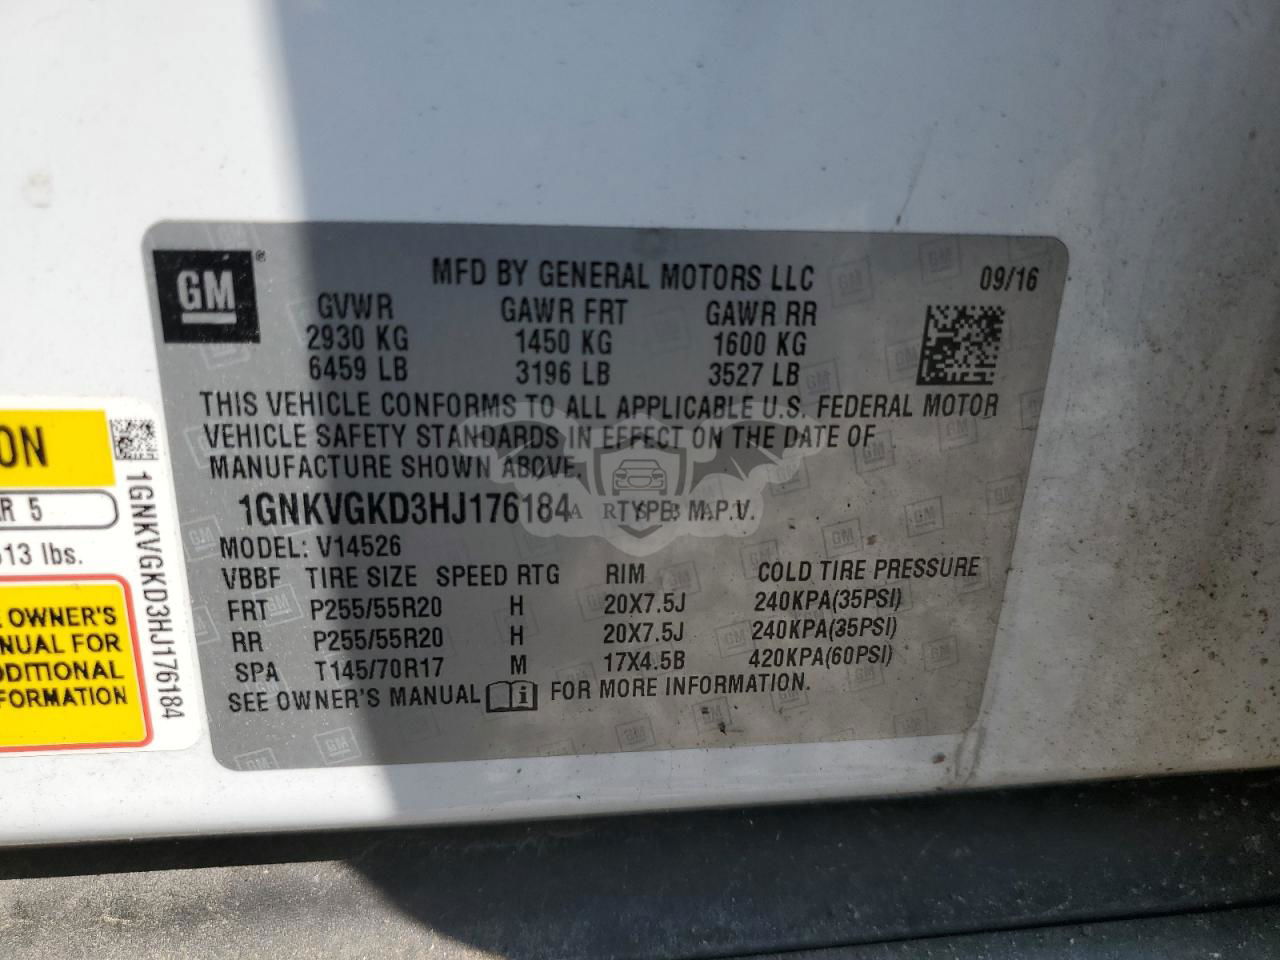 GM
MFD BY GENERAL MOTORS LLC 09/16
GVWR GAWR FRT GAWR RR
2930 KG 1450 KG 1600 KG
6459 LB 3196 LB 3527 LB
THIS VEHICLE CONFORMS TO ALL APPLICABLE U.S. FEDERAL MOTOR
VEHICLE SAFETY STANDARDS IN EFFECT ON THE DATE OF
MANUFACTURE SHOWN ABOVE.
1GNKVGKD3HJ176184 TYPE: M.P.V.
MODEL: V14526
VBBF TIRE SIZE SPEED RTG RIM COLD TIRE PRESSURE
FRT P255/55R20 H 20X7.5J 240KPA(35PSI)
RR P255/55R20 H 20X7.5J 240KPA(35PSI)
SPA T145/70R17 M 17X4.5B 420KPA(60PSI)
SEE OWNER'S MANUAL i FOR MORE INFORMATION.
ON
R 5
513 lbs.
E OWNER'S
NUAL FOR
DDITIONAL
FORMATION
1GNKVGKD3HJ176184